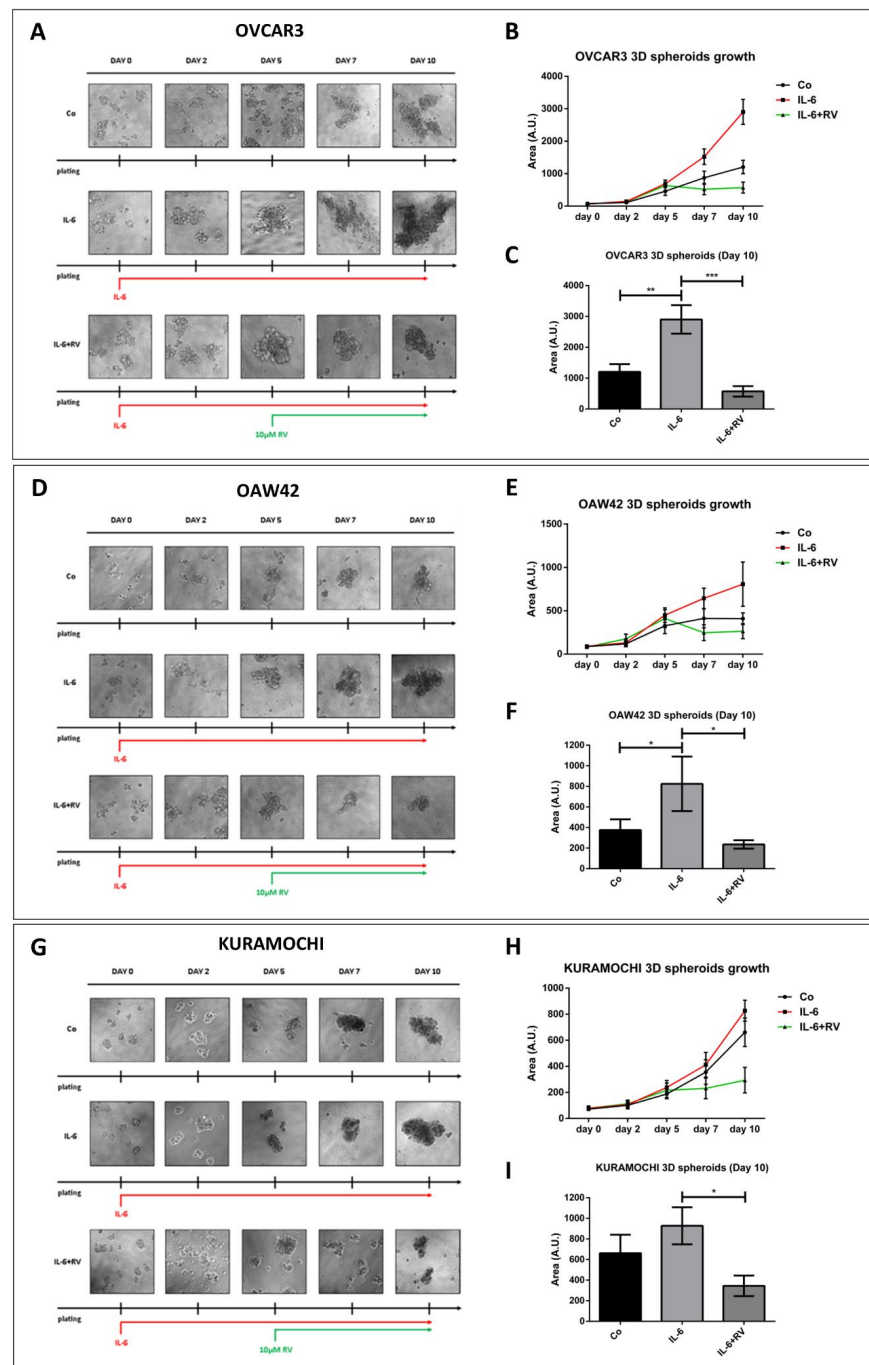 A
OVCAR3
DAY 0 DAY 2 DAY 5 DAY 7 DAY 10
Co
plating
IL-6
plating
IL-6
IL-6+RV
plating
IL-6
10µM RV
B
OVCAR3 3D spheroids growth
Area (A.U.)
4000
3000
2000
1000
0
day 0 day 2 day 5 day 7 day 10
Co
IL-6
IL-6+RV
C
OVCAR3 3D spheroids (Day 10)
** ***
Area (A.U.)
4000
3000
2000
1000
0
Co IL-6 IL-6+RV
D
OAW42
DAY 0 DAY 2 DAY 5 DAY 7 DAY 10
Co
plating
IL-6
plating
IL-6
IL-6+RV
plating
IL-6
10µM RV
E
OAW42 3D spheroids growth
Area (A.U.)
1500
1000
500
0
day 0 day 2 day 5 day 7 day 10
Co
IL-6
IL-6+RV
F
OAW42 3D spheroids (Day 10)
* *
Area (A.U.)
1200
1000
800
600
400
200
0
Co IL-6 IL-6+RV
G
KURAMOCHI
DAY 0 DAY 2 DAY 5 DAY 7 DAY 10
Co
plating
IL-6
plating
IL-6
IL-6+RV
plating
IL-6
10µM RV
H
KURAMOCHI 3D spheroids growth
Area (A.U.)
1000
800
600
400
200
0
day 0 day 2 day 5 day 7 day 10
Co
IL-6
IL-6+RV
I
KURAMOCHI 3D spheroids (Day 10)
*
Area (A.U.)
1200
1000
800
600
400
200
0
Co IL-6 IL-6+RV